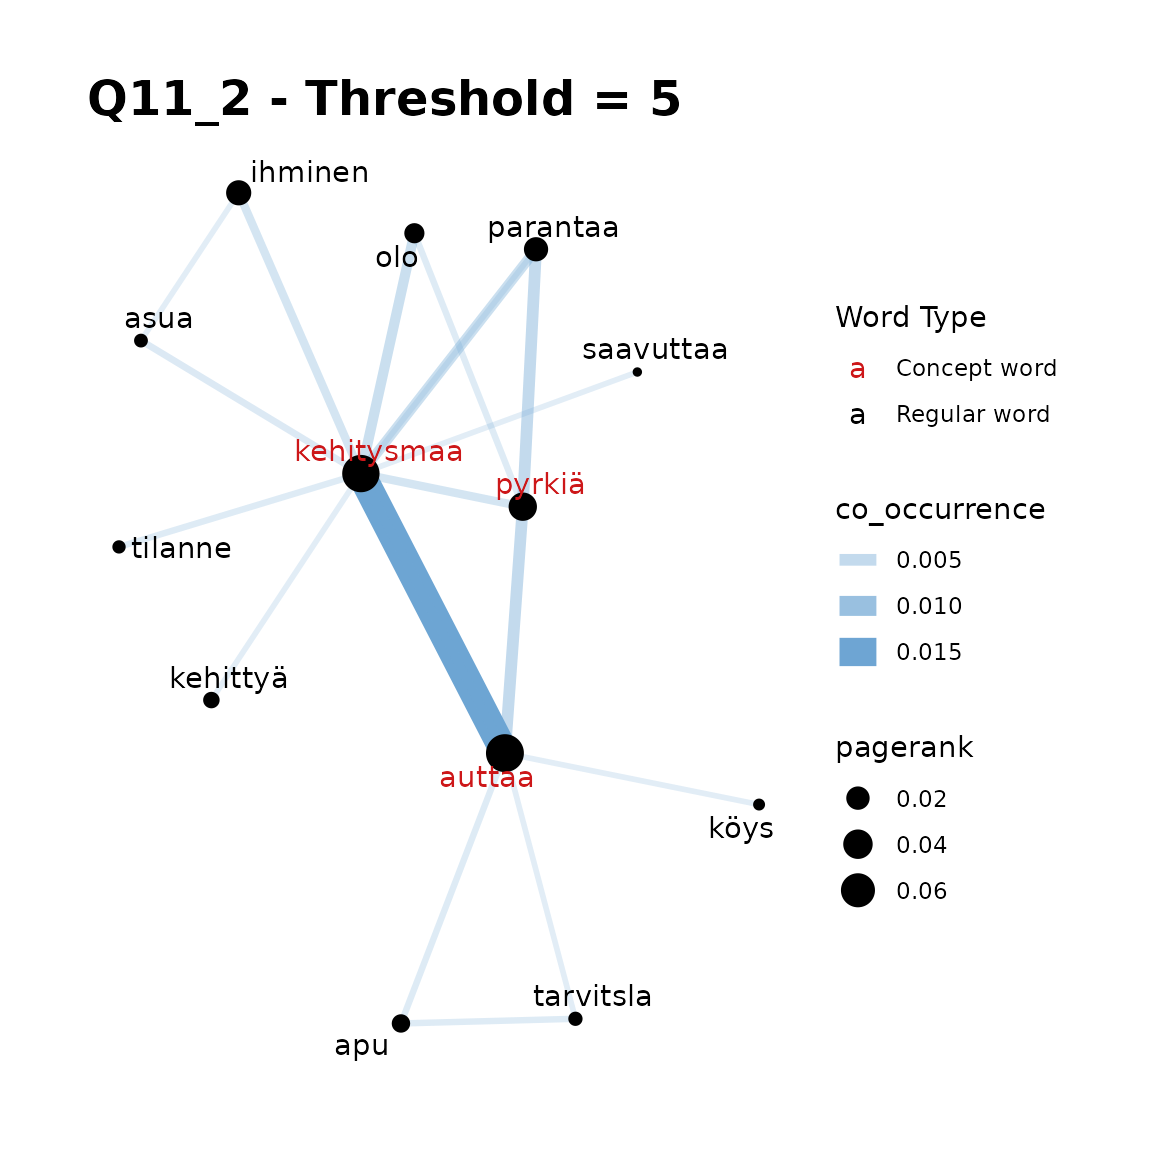 Q11_2 - Threshold = 5
ihminen
parantaa
olo
asua
saavuttaa
kehitysmaa
pyrkiä
tilanne
kehittyä
auttaa
köys
tarvitsla
apu
Word Type
a Concept word
a Regular word
co_occurrence
0.005
0.010
0.015
pagerank
0.02
0.04
0.06